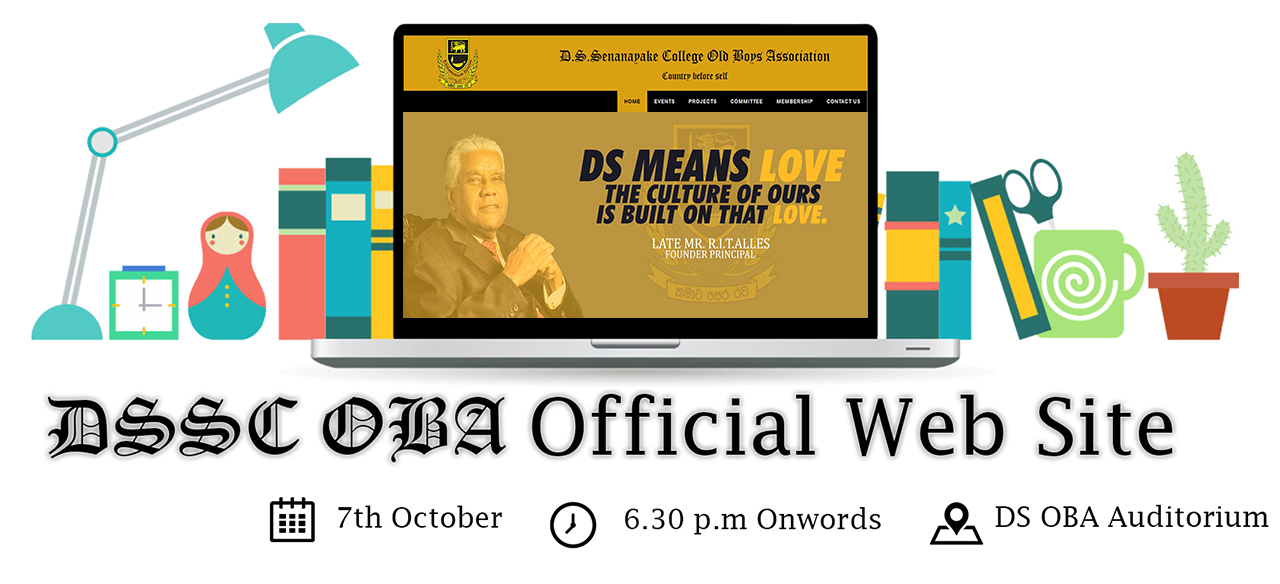 D.S.Senanayake College Old Boys Association
Country before self
HOME EVENTS PROJECTS COMMITTEE MEMBERSHIP CONTACT US
DS MEANS LOVE
THE CULTURE OF OURS
IS BUILT ON THAT LOVE.
LATE MR. R.I.T.ALLES
FOUNDER PRINCIPAL
රටට පෙර රට
DSSC OBA Official Web Site
7th October
6.30 p.m Onwords
DS OBA Auditorium